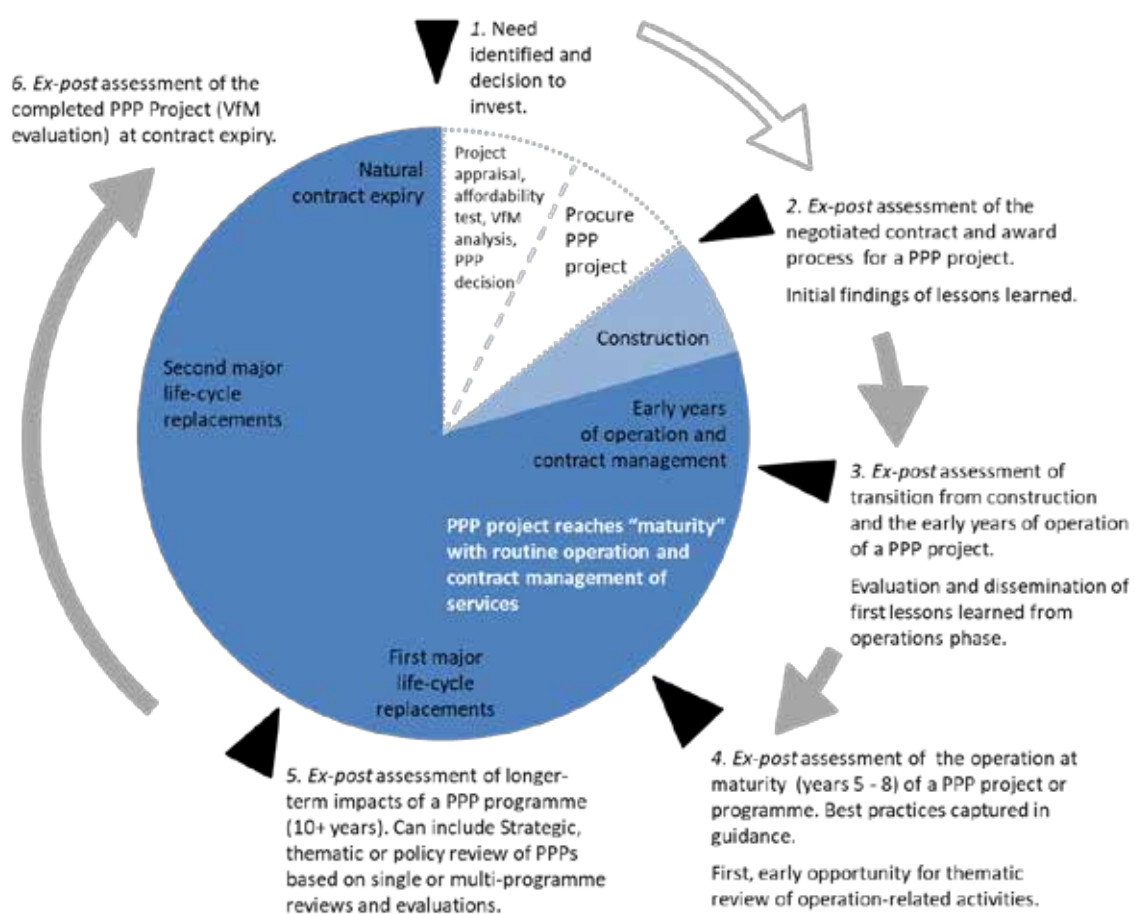 1. Need
identified and
decision to
invest.
6. Ex-post assessment of the
completed PPP Project (VfM
evaluation) at contract expiry.
Natural
contract expiry
Project
appraisal,
affordability
test, VfM
analysis,
PPP
decision
Procure
PPP
project
2. Ex-post assessment of the
negotiated contract and award
process for a PPP project.
Initial findings of lessons learned.
Construction
Second major
life-cycle
replacements
Early years
of operation and
contract management
3. Ex-post assessment of
transition from construction
and the early years of operation
of a PPP project.
Evaluation and dissemination of
first lessons learned from
operations phase.
PPP project reaches “maturity”
with routine operation and
contract management of
services
First major
life-cycle
replacements
4. Ex-post assessment of the operation at
maturity (years 5 - 8) of a PPP project or
programme. Best practices captured in
guidance.
First, early opportunity for thematic
review of operation-related activities.
5. Ex-post assessment of longer-
term impacts of a PPP programme
(10+ years). Can include Strategic,
thematic or policy review of PPPs
based on single or multi-programme
reviews and evaluations.